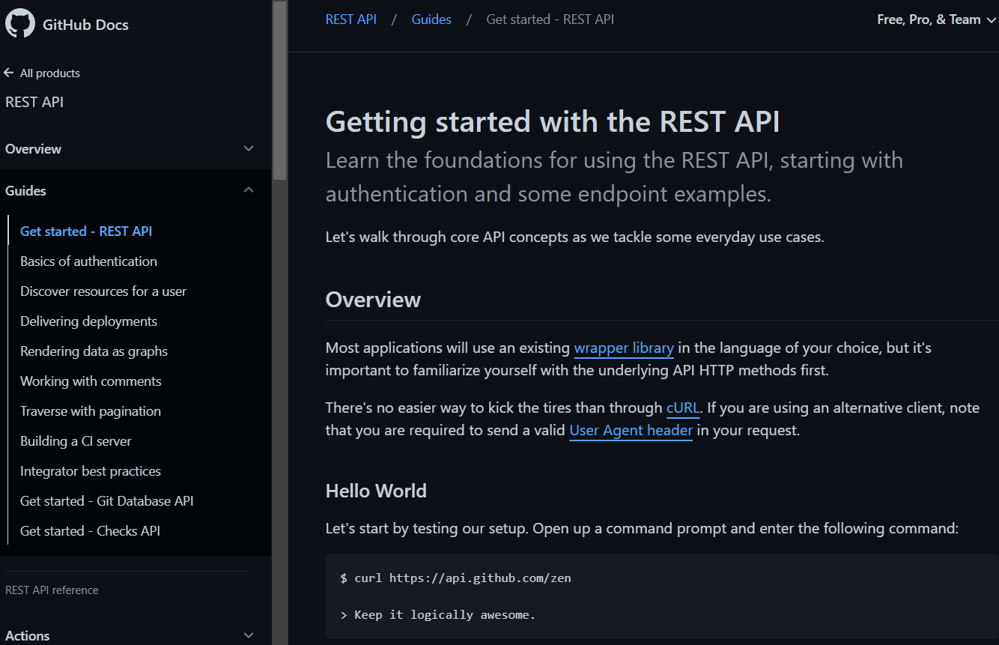 GitHub Docs
← All products
REST API
Overview
Guides
Get started - REST API
Basics of authentication
Discover resources for a user
Delivering deployments
Rendering data as graphs
Working with comments
Traverse with pagination
Building a CI server
Integrator best practices
Get started - Git Database API
Get started - Checks API
REST API reference
Actions
REST API / Guides / Get started - REST API
Free, Pro, & Team
Getting started with the REST API
Learn the foundations for using the REST API, starting with
authentication and some endpoint examples.
Let's walk through core API concepts as we tackle some everyday use cases.
Overview
Most applications will use an existing wrapper library in the language of your choice, but it's
important to familiarize yourself with the underlying API HTTP methods first.
There's no easier way to kick the tires than through cURL. If you are using an alternative client, note
that you are required to send a valid User Agent header in your request.
Hello World
Let's start by testing our setup. Open up a command prompt and enter the following command:
$ curl https://api.github.com/zen
> Keep it logically awesome.